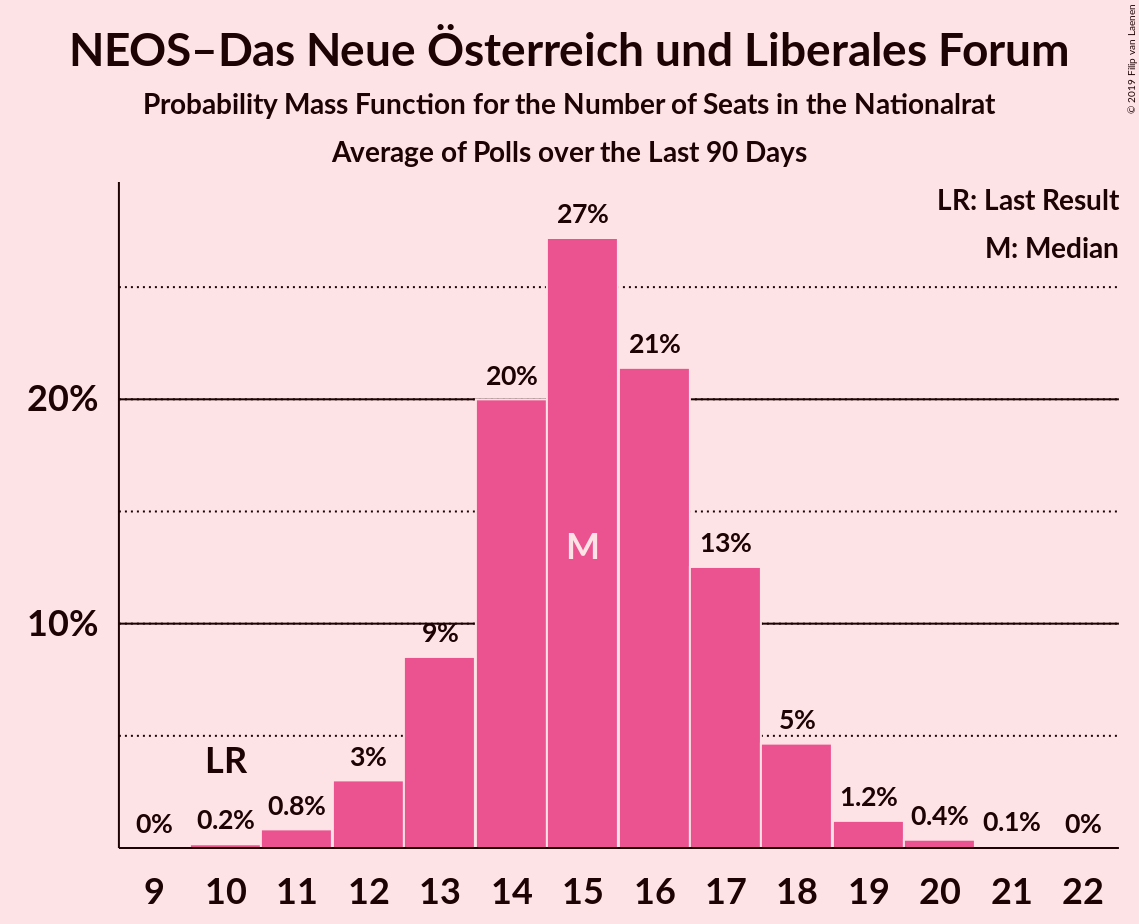 NEOS–Das Neue Österreich und Liberales Forum
Probability Mass Function for the Number of Seats in the Nationalrat
Average of Polls over the Last 90 Days
© 2019 Filip van Laenen
LR: Last Result
M: Median
27%
21%
20%
20%
M
13%
10%
9%
5%
LR
3%
0%
0.2%
0.8%
1.2%
0.4%
0.1%
0%
9 10 11 12 13 14 15 16 17 18 19 20 21 22